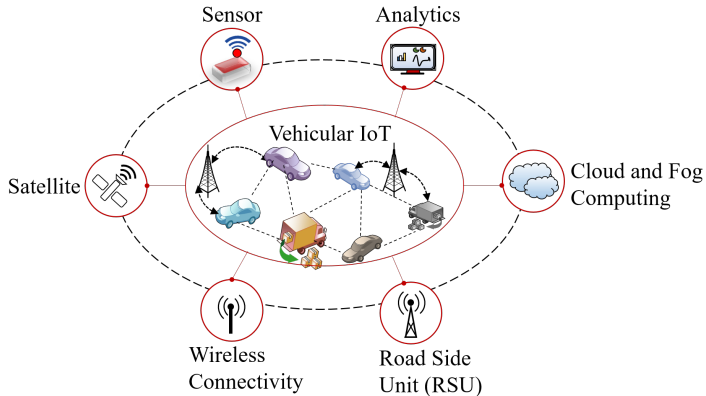 Sensor
Analytics
Vehicular IoT
Satellite
Cloud and Fog
Computing
Wireless
Connectivity
Road Side
Unit (RSU)